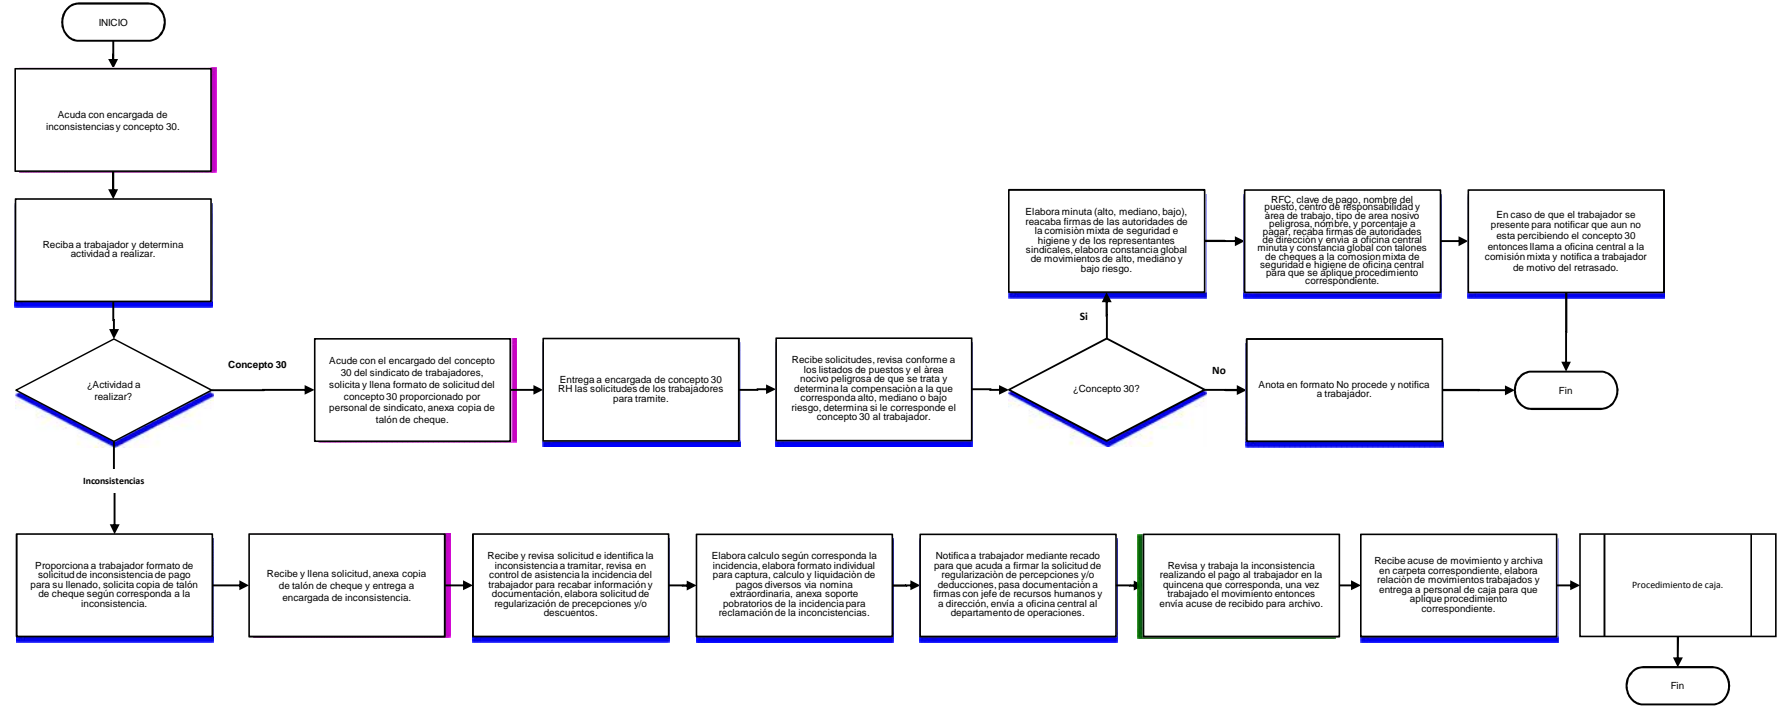 INICIO
Acuda con encargada de
inconsistencias y concepto 30.
Reciba a trabajador y determina
actividad a realizar.
¿Actividad a
realizar?
Concepto 30
Acude con el encargado del concepto
30 del sindicato de trabajadores,
solicita y llena formato de solicitud del
concepto 30 proporcionado por
personal de sindicato, anexa copia de
talón de cheque.
Entrega a encargada de concepto 30
RH las solicitudes de los trabajadores
para tramite.
Recibe solicitudes, revisa conforme a
los listados de puestos y el àrea
nocivo peligrosa de que se trata y
determina la compensaciòn a la que
corresponda alto, mediano o bajo
riesgo, determina si le corresponde el
concepto 30 al trabajador.
¿Concepto 30?
Si
Elabora minuta (alto, mediano, bajo),
reacaba firmas de las autoridades de
la comisiòn mixta de seguridad e
higiene y de los representantes
sindicales, elabora constancia global
de movimientos de alto, mediano y
bajo riesgo.
RFC, clave de pago, nombre del
puesto, centro de responsabilidad y
àrea de trabajo, tipo de area nosivo
peligrosa, nombre, y porcentaje a
pagar, recaba firmas de autoridades
de dirección y envia a oficina central
minuta y constancia global con talones
de cheques a la comosion mixta de
seguridad e higiene de oficina central
para que se aplique procedimiento
correspondiente.
En caso de que el trabajador se
presente para notificar que aun no
esta percibiendo el concepto 30
entonces llama a oficina central a la
comisión mixta y notifica a trabajador
de motivo del retrasado.
No
Anota en formato No procede y notifica
a trabajador.
Fin
Inconsistencias
Proporciona a trabajador formato de
solicitud de inconsistencia de pago
para su llenado, solicita copia de talón
de cheque según corresponda a la
inconsistencia.
Recibe y llena solicitud, anexa copia
de talón de cheque y entrega a
encargada de inconsistencia.
Recibe y revisa solicitud e identifica la
inconsistencia a tramitar, revisa en
control de asistencia la incidencia del
trabajador para recabar información y
documentación, elabora solicitud de
regularización de precepciones y/o
descuentos.
Elabora calculo según corresponda la
incidencia, elabora formato individual
para captura, calculo y liquidaciòn de
pagos diversos via nomina
extraordinaria, anexa soporte
pobratorios de la incidencia para
reclamación de la inconcistencias.
Notifica a trabajador mediante recado
para que acuda a firmar la solicitud de
regularización de percepciones y/o
deducciones, pasa documentación a
firmas con jefe de recursos humanos y
a dirección, envía a oficina central al
departamento de operaciones.
Revisa y trabaja la inconsistencia
realizando el pago al trabajador en la
quincena que corresponda, una vez
trabajado el movimiento entonces
envía acuse de recibido para archivo.
Recibe acuse de movimiento y archiva
en carpeta correspondiente, elabora
relaciòn de movimientos trabajados y
entrega a personal de caja para que
aplique procedimiento
correspondiente.
Procedimiento de caja.
Fin